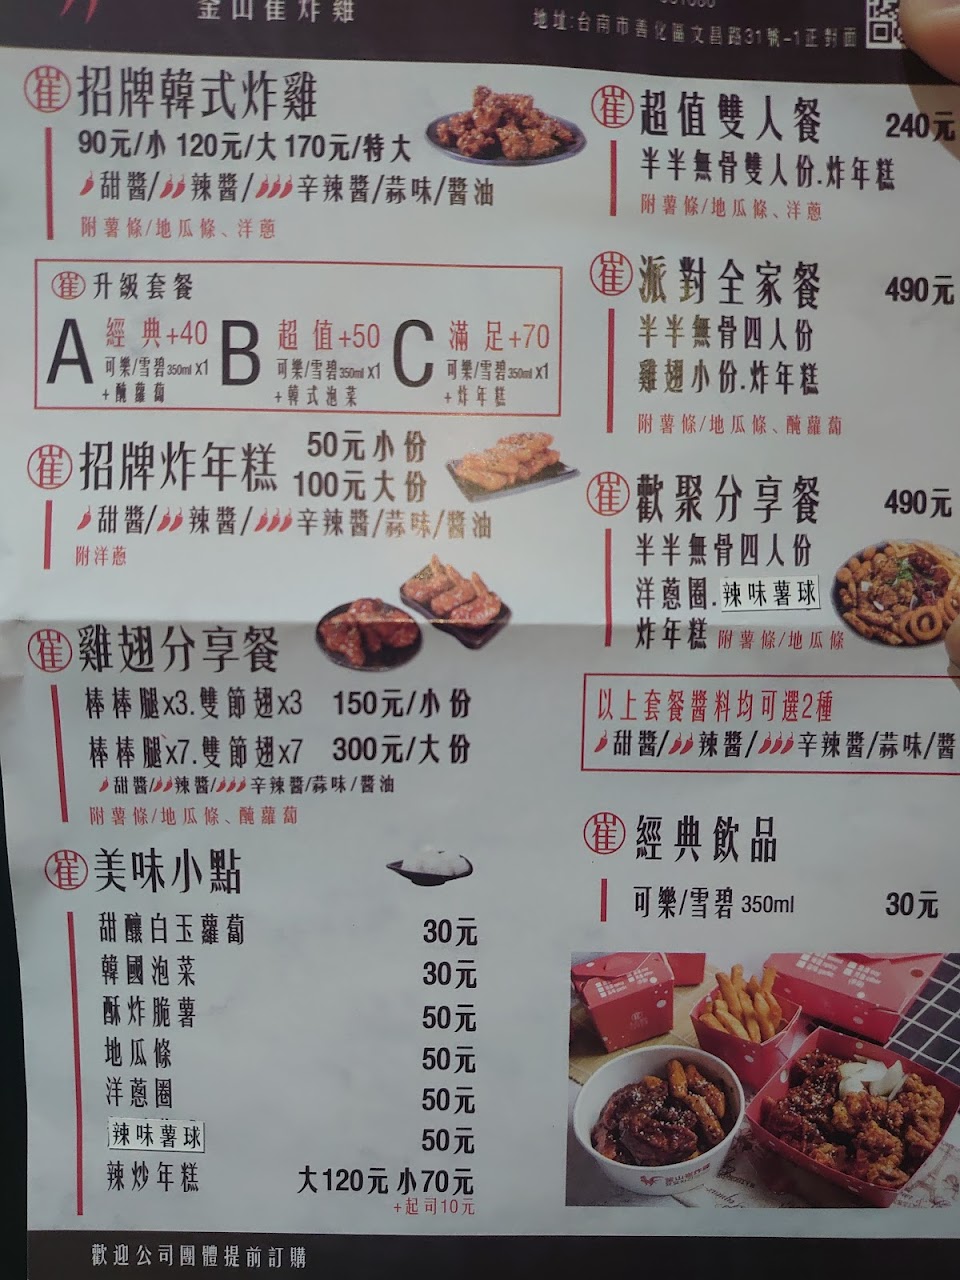 釜山崔炸雞
地址:台南市善化區文昌路31號-1正對面
崔 招牌韓式炸雞
90元/小 120元/大 170元/特大
甜醬/辣醬/辛辣醬/蒜味/醬油
附薯條/地瓜條、洋蔥
崔 升級套餐
A 經典+40
可樂/雪碧350ml x1
+醃蘿蔔
B 超值+50
可樂/雪碧350ml x1
+韓式泡菜
C 滿足+70
可樂/雪碧350ml x1
+炸年糕
崔 招牌炸年糕
50元小份
100元大份
甜醬/辣醬/辛辣醬/蒜味/醬油
附洋蔥
崔 雞翅分享餐
棒棒腿x3.雙節翅x3 150元/小份
棒棒腿x7.雙節翅x7 300元/大份
甜醬/辣醬/辛辣醬/蒜味/醬油
附薯條/地瓜條、醃蘿蔔
崔 美味小點
甜釀白玉蘿蔔 30元
韓國泡菜 30元
酥炸脆薯 50元
地瓜條 50元
洋蔥圈 50元
辣味薯球 50元
辣炒年糕 大120元 小70元
+起司10元
崔 超值雙人餐 240元
半半無骨雙人份.炸年糕
附薯條/地瓜條、洋蔥
崔 派對全家餐 490元
半半無骨四人份
雞翅小份.炸年糕
附薯條/地瓜條、醃蘿蔔
崔 歡聚分享餐 490元
半半無骨四人份
洋蔥圈.辣味薯球
炸年糕 附薯條/地瓜條
以上套餐醬料均可選2種
甜醬/辣醬/辛辣醬/蒜味/醬
崔 經典飲品
可樂/雪碧 350ml 30元
歡迎公司團體提前訂購